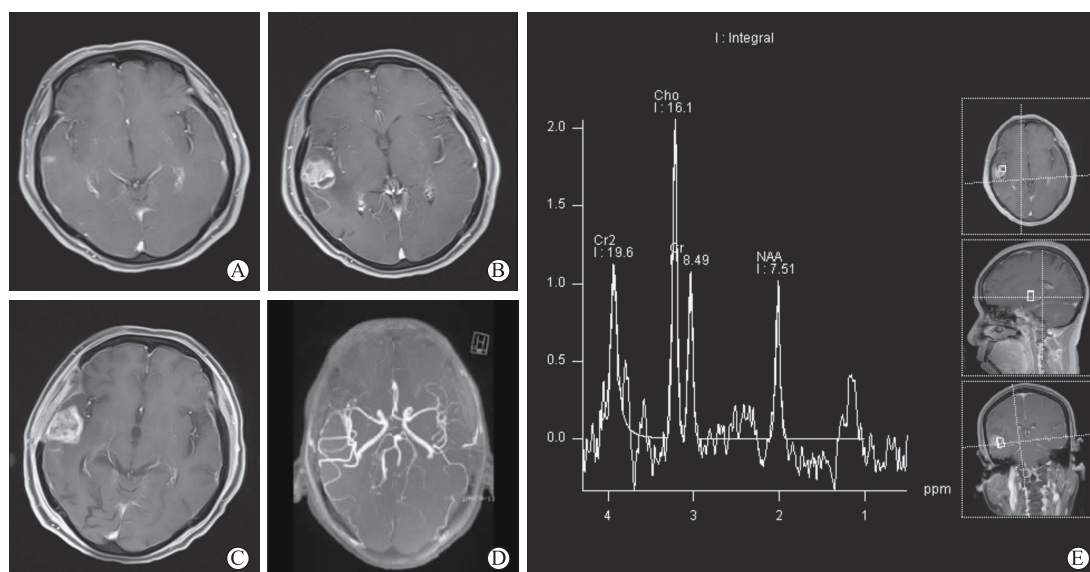 A
B
C
H
D
I : Integral
Cho
I : 16.1
2.0
1.5
Cr2
I : 19.6
Cr
8.49
NAA
I : 7.51
1.0
0.5
0.0
ppm
4
3
2
1
E